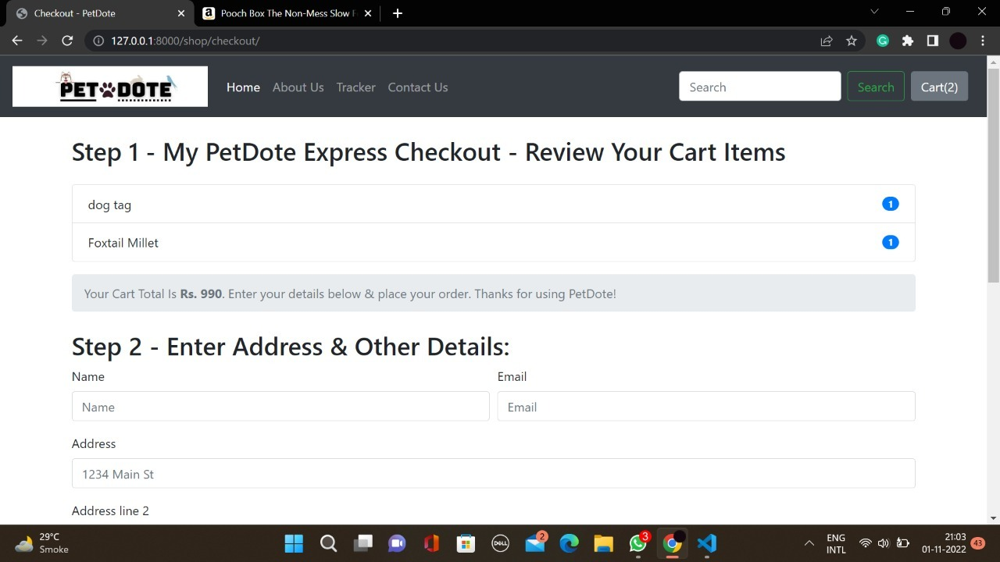 Checkout - PetDote
Pooch Box The Non-Mess Slow F
127.0.0.1:8000/shop/checkout/
PET DOTE
Home About Us Tracker Contact Us
Search
Search
Cart(2)
Step 1 - My PetDote Express Checkout - Review Your Cart Items
dog tag 1
Foxtail Millet 1
Your Cart Total Is Rs. 990. Enter your details below & place your order. Thanks for using PetDote!
Step 2 - Enter Address & Other Details:
Name Email
Name Email
Address
1234 Main St
Address line 2
29°C
Smoke
DELL
2
3
ENG
INTL
21:03
01-11-2022
43